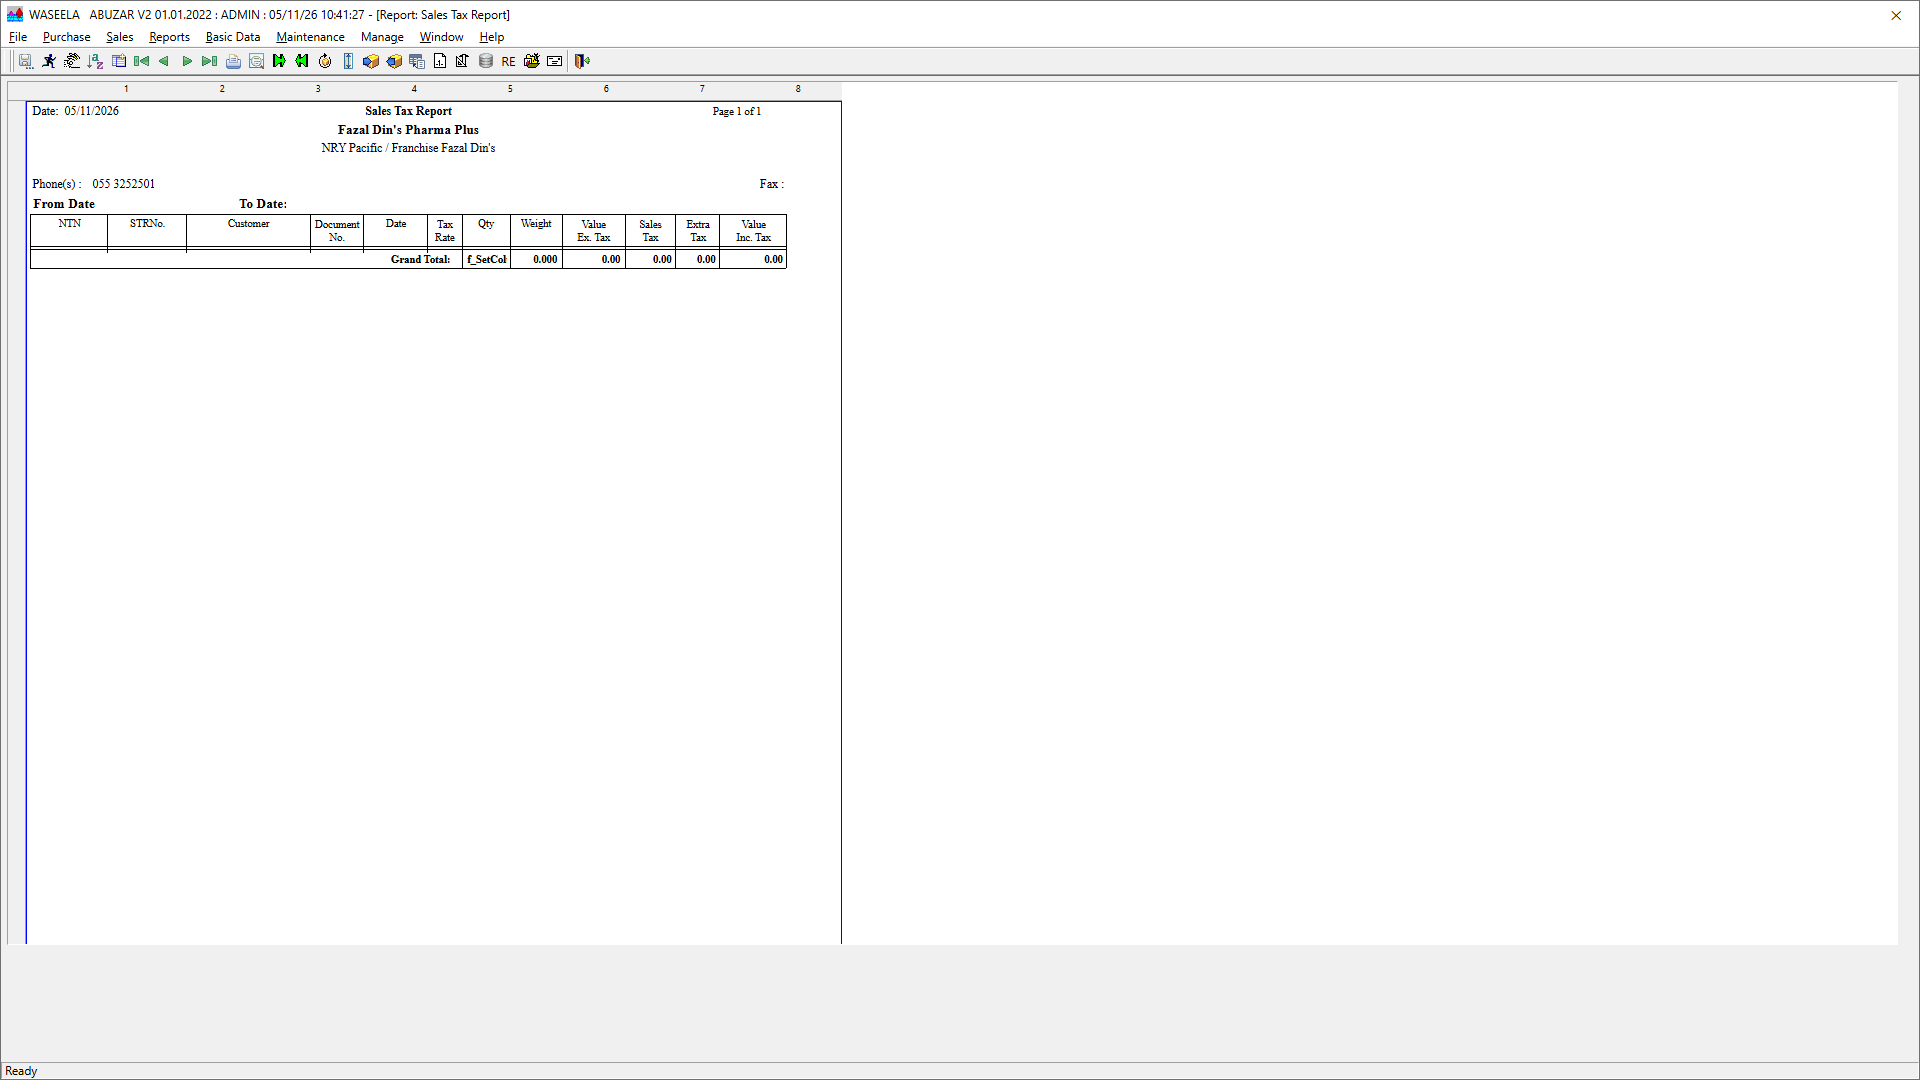 WASEELA ABUZAR V2 01.01.2022 : ADMIN : 05/11/26 10:41:27 - [Report: Sales Tax Report]
File Purchase Sales Reports Basic Data Maintenance Manage Window Help
RE
1 2 3 4 5 6 7 8
Date: 05/11/2026 Sales Tax Report Page 1 of 1
Fazal Din's Pharma Plus
NRY Pacific / Franchise Fazal Din's
Phone(s) : 055 3252501 Fax :
From Date To Date:
NTN STRNo. Customer Document No. Date Tax Rate Qty Weight Value Ex. Tax Sales Tax Extra Tax Value Inc. Tax
Grand Total: f_SetCol 0.000 0.00 0.00 0.00 0.00
Ready